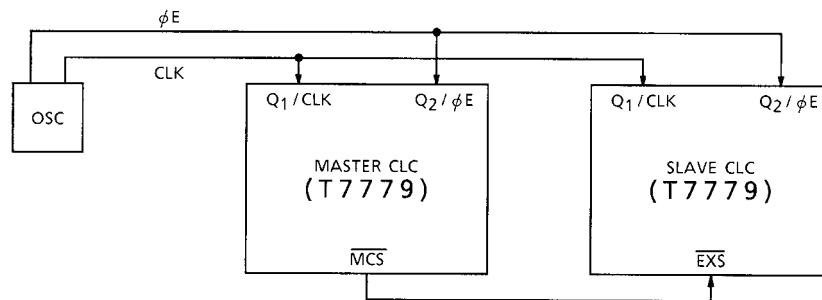 φE
CLK
OSC
Q1/CLK
Q2/φE
MASTER CLC
(T7779)
MCS
Q1/CLK
Q2/φE
SLAVE CLC
(T7779)
EXS